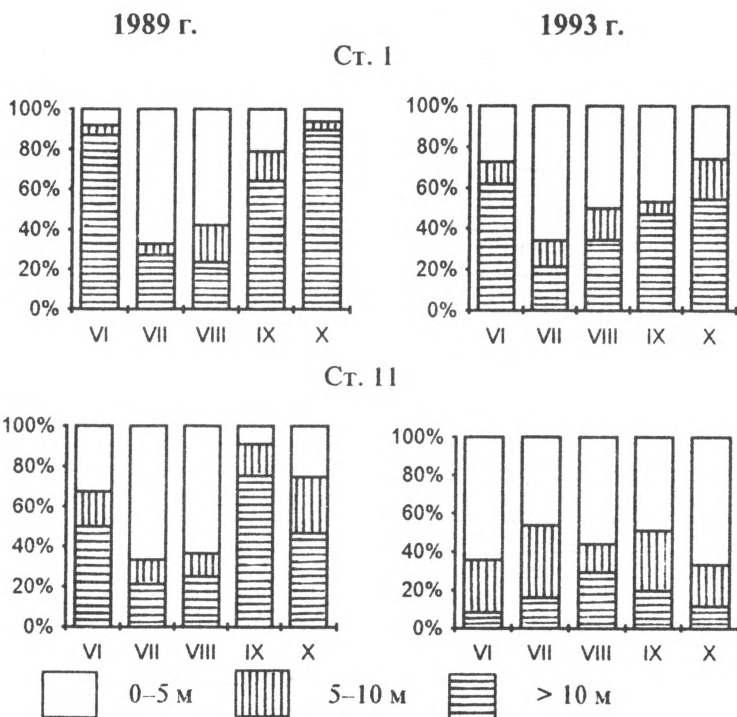 1989 г. 1993 г.
Ст. 1
100% 100%
80% 80%
60% 60%
40% 40%
20% 20%
0% 0%
VI VII VIII IX X VI VII VIII IX X
Ст. 11
100% 100%
80% 80%
60% 60%
40% 40%
20% 20%
0% 0%
VI VII VIII IX X VI VII VIII IX X
0–5 м 5–10 м > 10 м